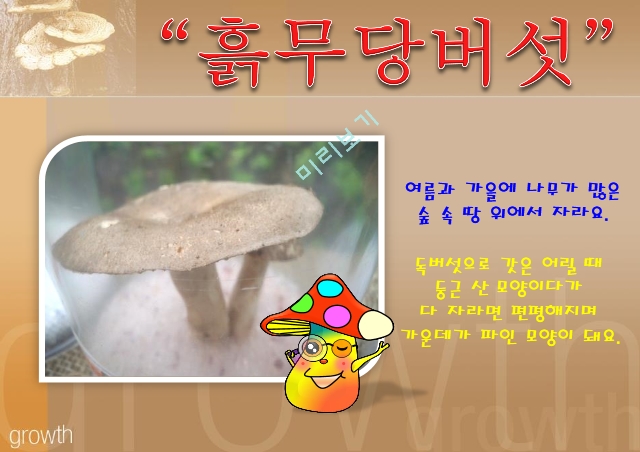 “흙무당버섯”
미리보기
여름과 가을에 나무가 많은
숲 속 땅 위에서 자라요.
독버섯으로 갓은 어릴 때
둥근 산 모양이다가
다 자라면 편평해지며
가운데가 파인 모양이 돼요.
growth
growth
growth